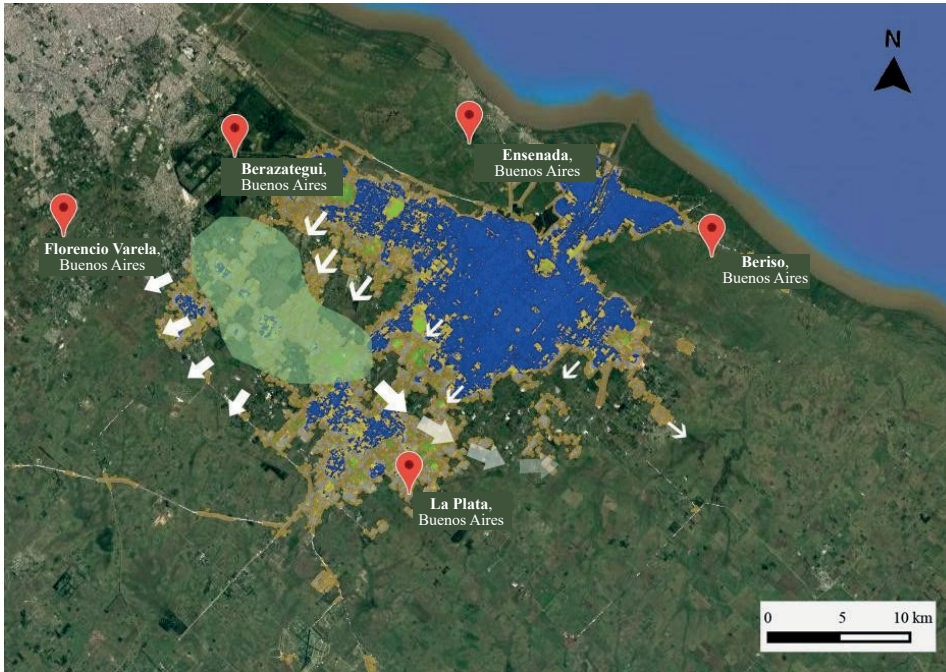 N
Berazategui,
Buenos Aires
Ensenada,
Buenos Aires
Florencio Varela,
Buenos Aires
Beriso,
Buenos Aires
La Plata,
Buenos Aires
0 5 10 km